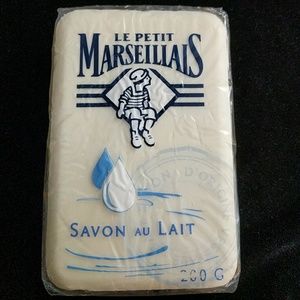 LE PETIT
MARSEILLAIS
SAVON AU LAIT
200 G